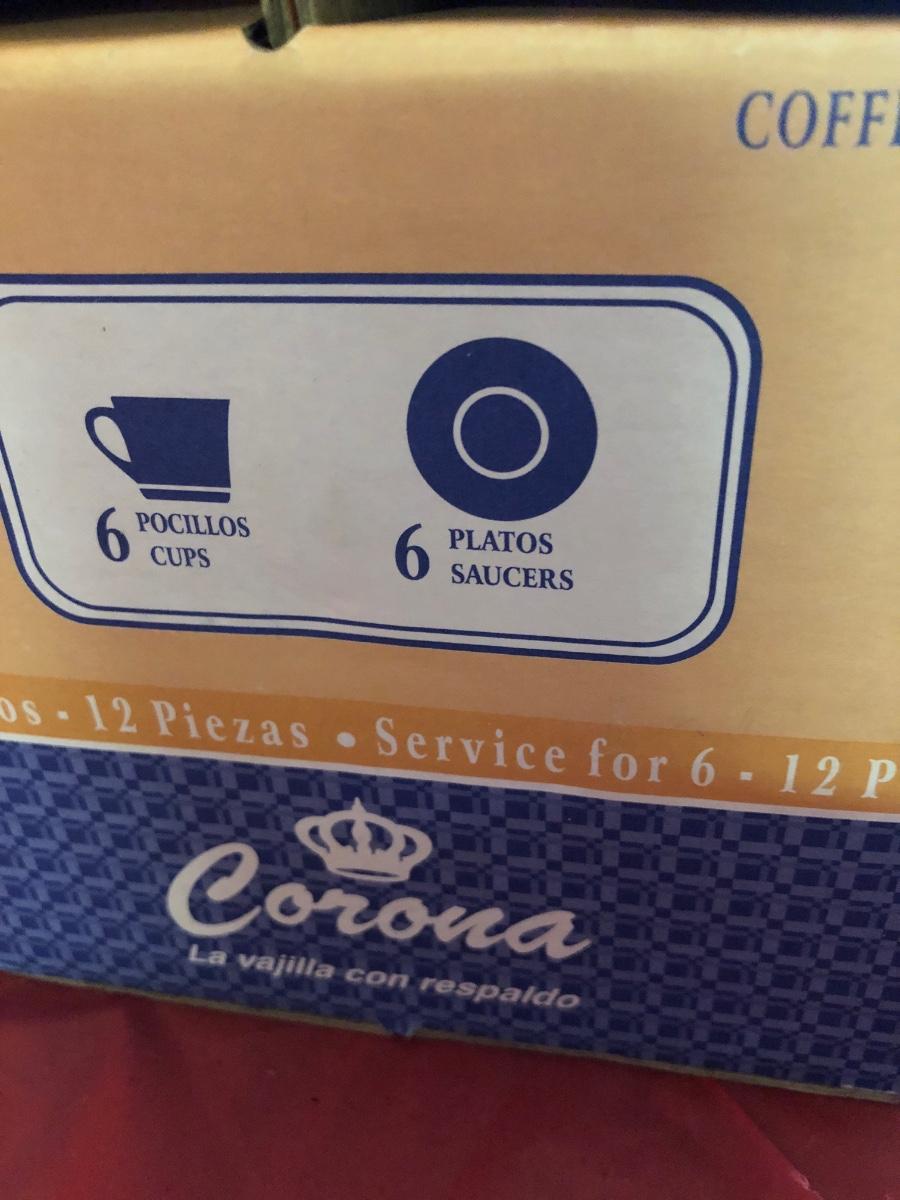 COFF
6 POCILLOS
CUPS
6 PLATOS
SAUCERS
os - 12 Piezas • Service for 6 - 12 P
Corona
La vajilla con respaldo